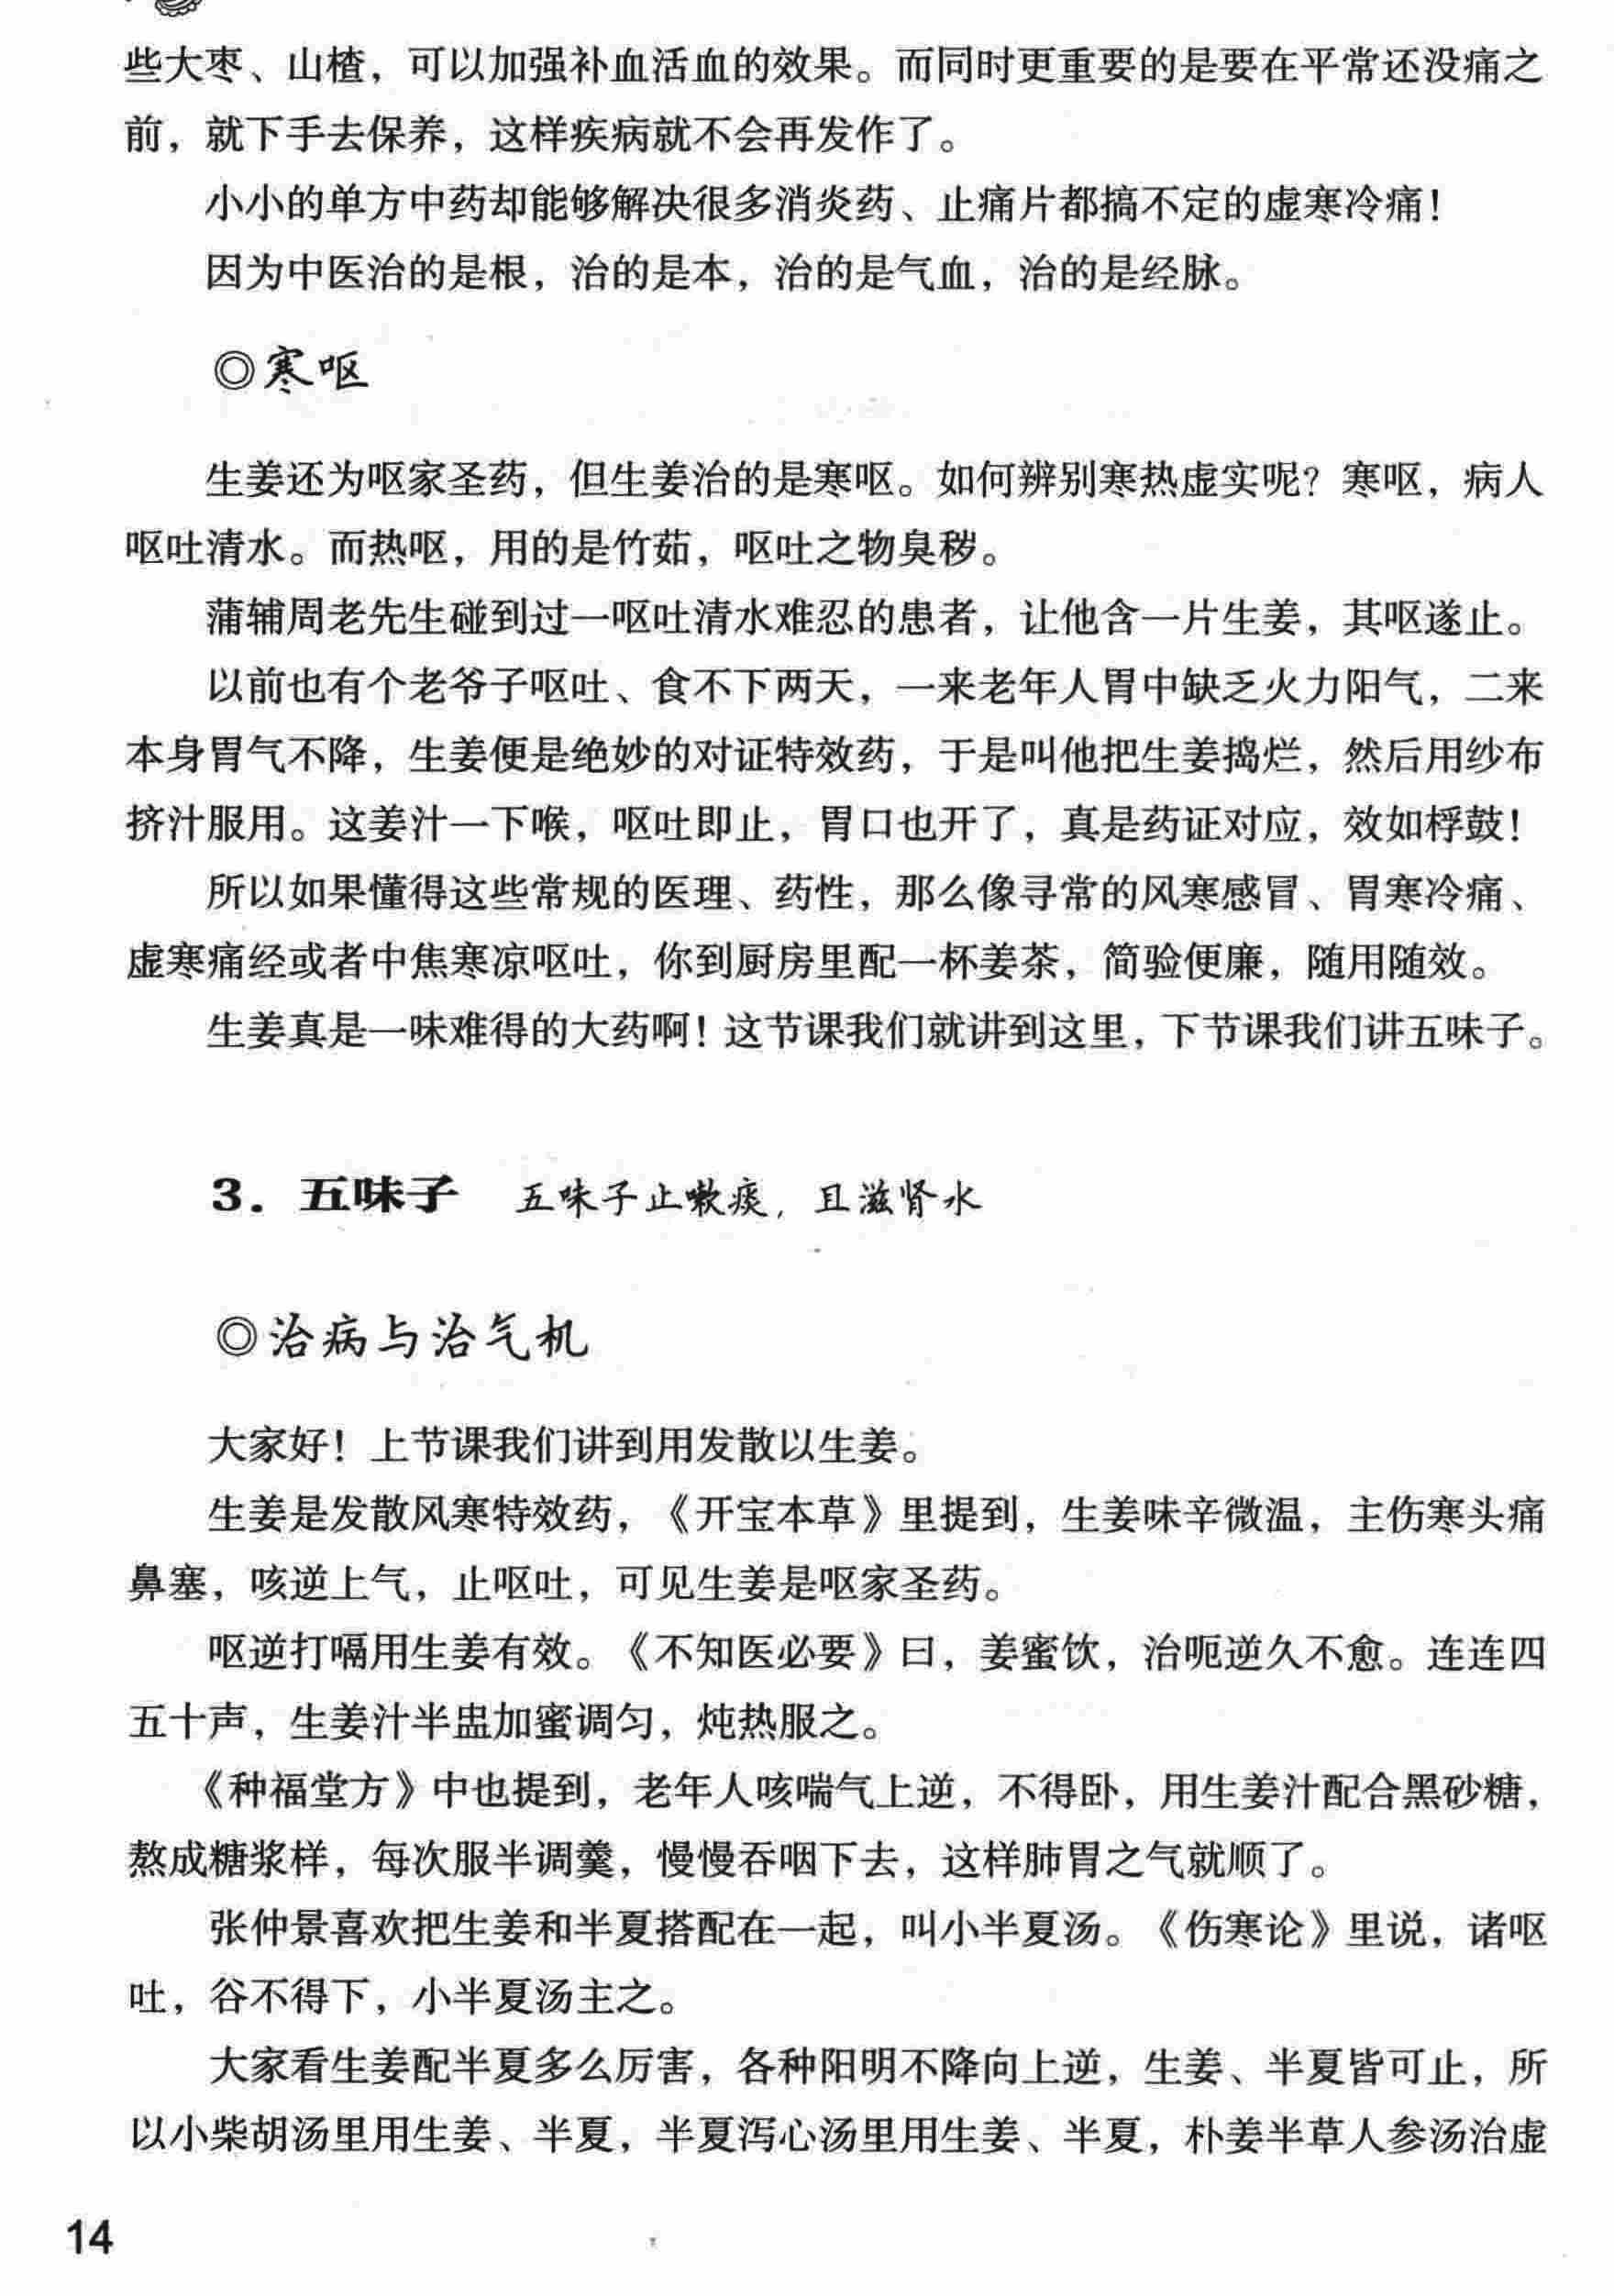 些大枣、山楂，可以加强补血活血的效果。而同时更重要的是要在平常还没痛之
前，就下手去保养，这样疾病就不会再发作了。
小小的单方中药却能够解决很多消炎药、止痛片都搞不定的虚寒冷痛！
因为中医治的是根，治的是本，治的是气血，治的是经脉。
◎寒呕
生姜还为呕家圣药，但生姜治的是寒呕。如何辨别寒热虚实呢？寒呕，病人
呕吐清水。而热呕，用的是竹茹，呕吐之物臭秽。
蒲辅周老先生碰到过一呕吐清水难忍的患者，让他含一片生姜，其呕遂止。
以前也有个老爷子呕吐、食不下两天，一来老年人胃中缺乏火力阳气，二来
本身胃气不降，生姜便是绝妙的对证特效药，于是叫他把生姜捣烂，然后用纱布
挤汁服用。这姜汁一下喉，呕吐即止，胃口也开了，真是药证对应，效如桴鼓！
所以如果懂得这些常规的医理、药性，那么像寻常的风寒感冒、胃寒冷痛、
虚寒痛经或者中焦寒凉呕吐，你到厨房里配一杯姜茶，简验便廉，随用随效。
生姜真是一味难得的大药啊！这节课我们就讲到这里，下节课我们讲五味子。
3．五味子 五味子止嗽痰，且滋肾水
◎治病与治气机
大家好！上节课我们讲到用发散以生姜。
生姜是发散风寒特效药，《开宝本草》里提到，生姜味辛微温，主伤寒头痛
鼻塞，咳逆上气，止呕吐，可见生姜是呕家圣药。
呕逆打嗝用生姜有效。《不知医必要》曰，姜蜜饮，治呃逆久不愈。连连四
五十声，生姜汁半盅加蜜调匀，炖热服之。
《种福堂方》中也提到，老年人咳喘气上逆，不得卧，用生姜汁配合黑砂糖，
熬成糖浆样，每次服半调羹，慢慢吞咽下去，这样肺胃之气就顺了。
张仲景喜欢把生姜和半夏搭配在一起，叫小半夏汤。《伤寒论》里说，诸呕
吐，谷不得下，小半夏汤主之。
大家看生姜配半夏多么厉害，各种阳明不降向上逆，生姜、半夏皆可止，所
以小柴胡汤里用生姜、半夏，半夏泻心汤里用生姜、半夏，朴姜半草人参汤治虚
14